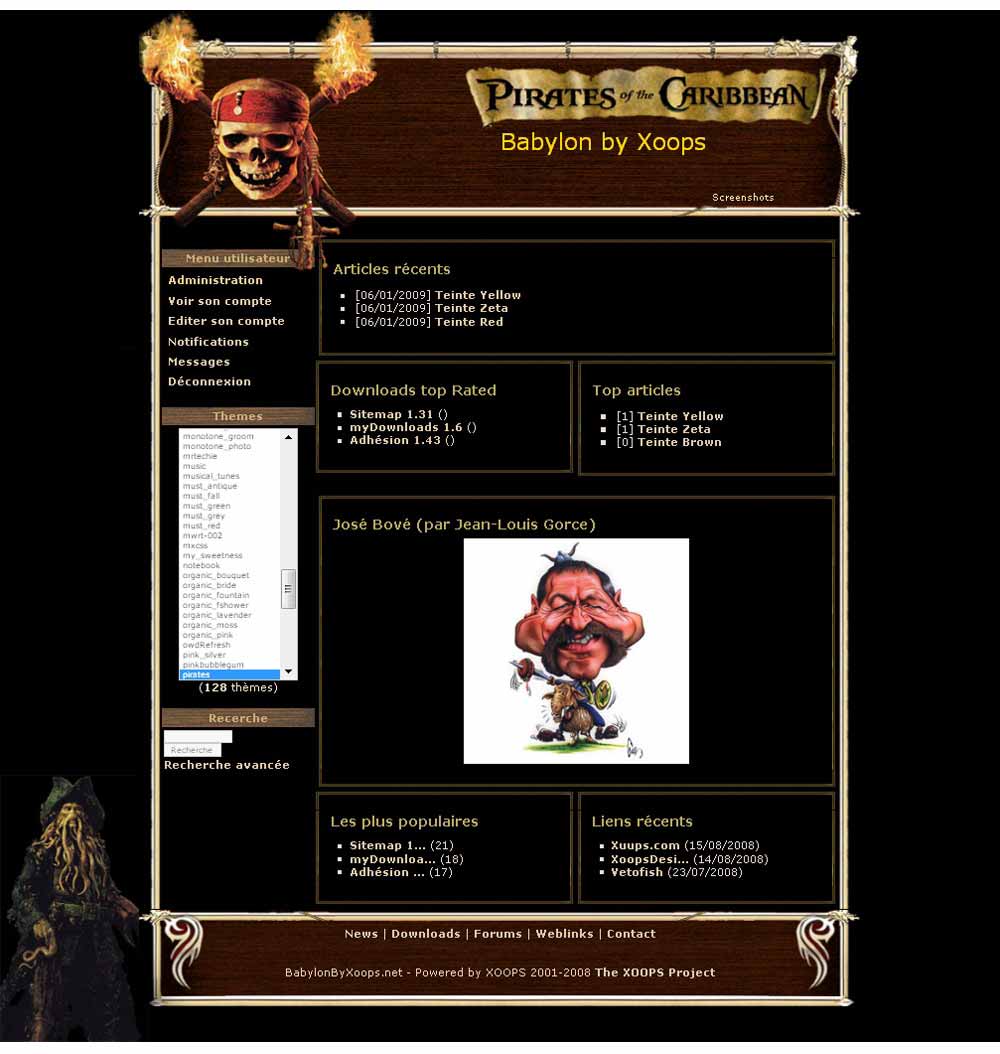 PIRATES of the CARIBBEAN
Babylon by Xoops
Screenshots
Menu utilisateur
Administration
Voir son compte
Editer son compte
Notifications
Messages
Déconnexion
Themes
monotone_groom
monotone_photo
mrtechie
music
musical_tunes
must_antique
must_fall
must_green
must_grey
must_red
mwrt-002
mxcss
my_sweetness
notebook
organic_bouquet
organic_bride
organic_fountain
organic_fshower
organic_lavender
organic_moss
organic_pink
owdRefresh
pink_silver
pinkbubblegum
pirates
(128 thèmes)
Recerche
Recherche
Recherche avancée
Articles récents
[06/01/2009] Teinte Yellow
[06/01/2009] Teinte Zeta
[06/01/2009] Teinte Red
Downloads top Rated
Sitemap 1.31 ()
myDownloads 1.6 ()
Adhésion 1.43 ()
Top articles
[1] Teinte Yellow
[1] Teinte Zeta
[0] Teinte Brown
José Bové (par Jean-Louis Gorce)
Les plus populaires
Sitemap 1... (21)
myDownloa... (18)
Adhésion ... (17)
Liens récents
Xuups.com (15/08/2008)
XoopsDesi... (14/08/2008)
Vetofish (23/07/2008)
News | Downloads | Forums | Weblinks | Contact
BabylonByXoops.net - Powered by XOOPS 2001-2008 The XOOPS Project